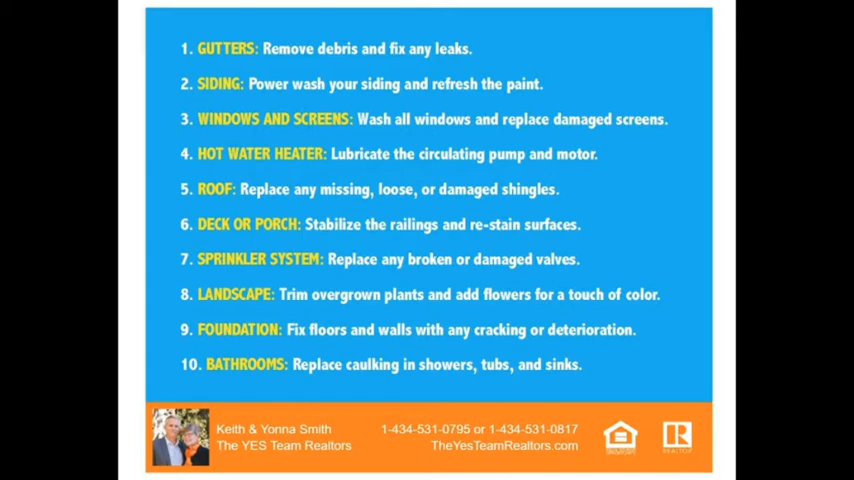 1. GUTTERS: Remove debris and fix any leaks.
2. SIDING: Power wash your siding and refresh the paint.
3. WINDOWS AND SCREENS: Wash all windows and replace damaged screens.
4. HOT WATER HEATER: Lubricate the circulating pump and motor.
5. ROOF: Replace any missing, loose, or damaged shingles.
6. DECK OR PORCH: Stabilize the railings and re-stain surfaces.
7. SPRINKLER SYSTEM: Replace any broken or damaged valves.
8. LANDSCAPE: Trim overgrown plants and add flowers for a touch of color.
9. FOUNDATION: Fix floors and walls with any cracking or deterioration.
10. BATHROOMS: Replace caulking in showers, tubs, and sinks.
Keith & Yonna Smith
The YES Team Realtors
1-434-531-0795 or 1-434-531-0817
TheYesTeamRealtors.com
R
REALTOR